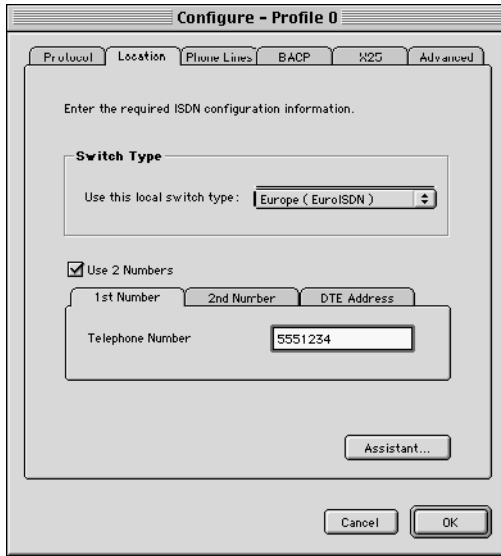 Configure - Profile 0
Protocol Location Phone Lines BACP X25 Advanced
Enter the required ISDN configuration information.
Switch Type
Use this local switch type: Europe ( EuroISDN )
Use 2 Numbers
1st Number 2nd Number DTE Address
Telephone Number 5551234
Assistant...
Cancel OK